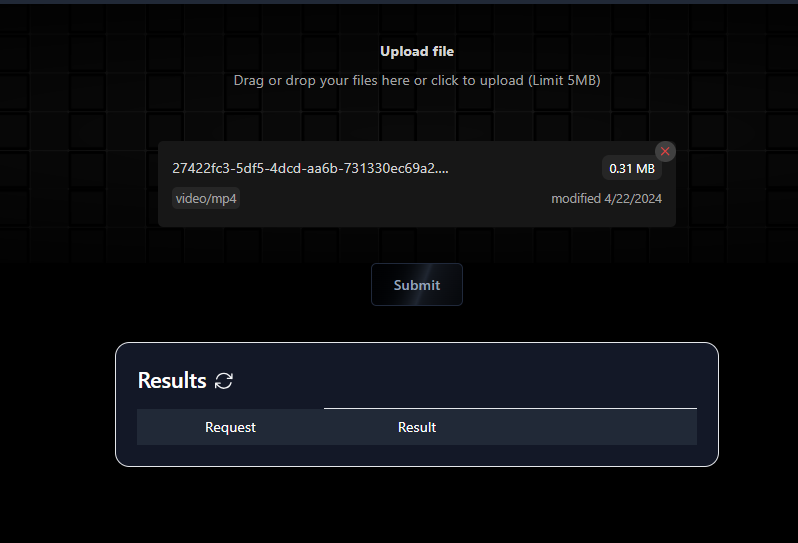 Upload file
Drag or drop your files here or click to upload (Limit 5MB)
27422fc3-5df5-4dcd-aa6b-731330ec69a2.... 0.31 MB
video/mp4 modified 4/22/2024
Submit
Results
Request Result